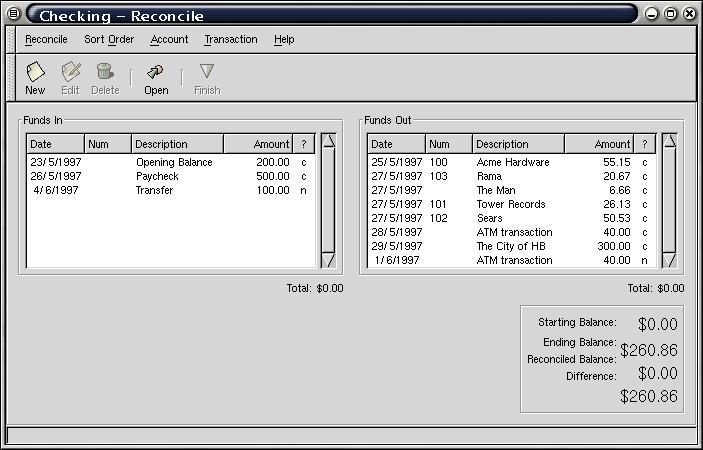 Checking - Reconcile
Reconcile Sort Order Account Transaction Help
New Edit Delete Open Finish
Funds In
Date Num Description Amount ?
23/5/1997 Opening Balance 200.00 c
26/5/1997 Paycheck 500.00 c
4/6/1997 Transfer 100.00 n
Total: $0.00
Funds Out
Date Num Description Amount ?
25/5/1997 100 Acme Hardware 55.15 c
27/5/1997 103 Rama 20.67 c
27/5/1997 The Man 6.66 c
27/5/1997 101 Tower Records 26.13 c
27/5/1997 102 Sears 50.53 c
28/5/1997 ATM transaction 40.00 c
29/5/1997 The City of HB 300.00 c
1/6/1997 ATM transaction 40.00 n
Total: $0.00
Starting Balance: $0.00
Ending Balance: $260.86
Reconciled Balance: $0.00
Difference: $260.86